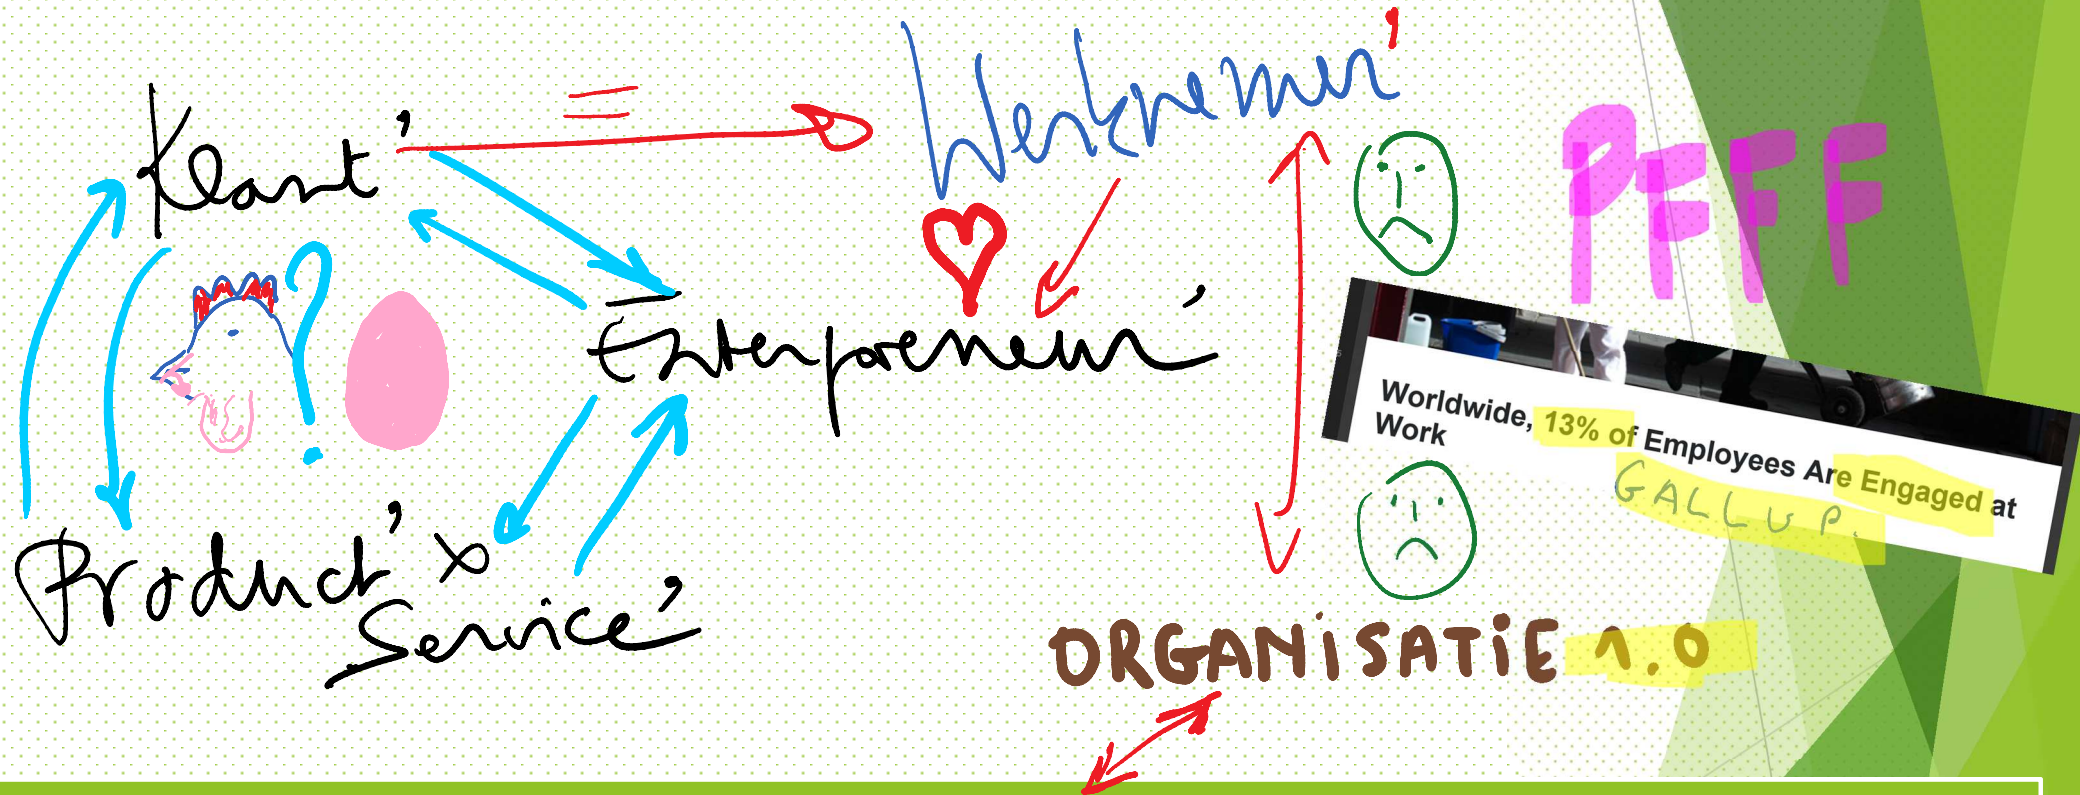 Klant'
=
Werknemer'
PFFF
?
Enterpreneur'
Worldwide, 13% of Employees Are Engaged at
Work
GALLUP.
Product' &
Service'
ORGANiSATiE 1.0